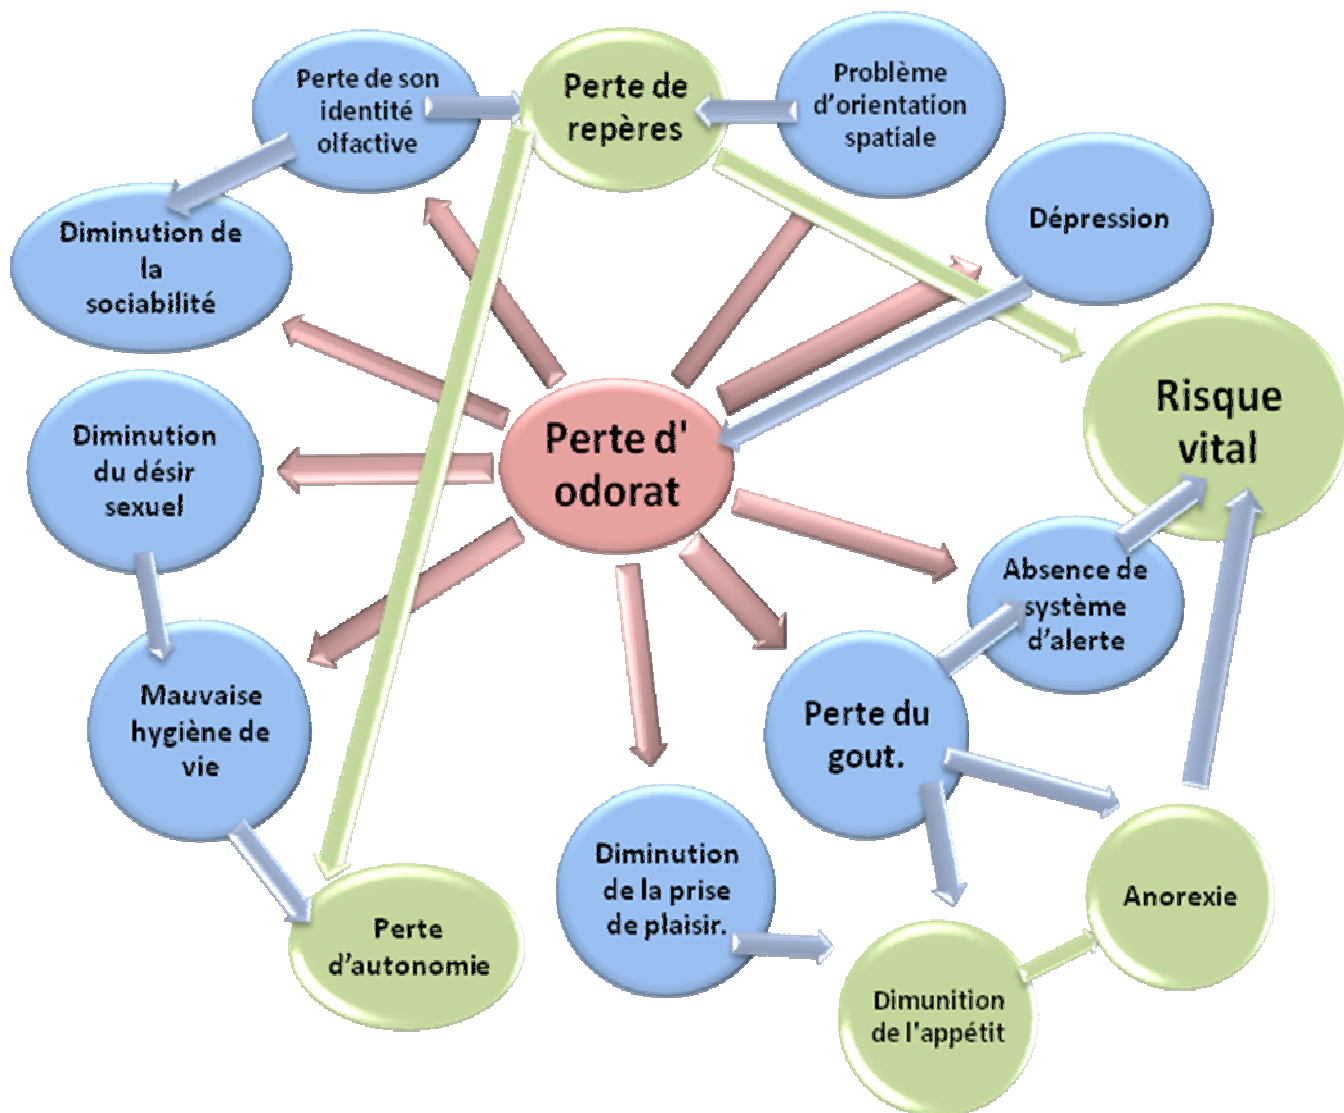 Perte de son
identité
olfactive
Perte de
repères
Problème
d'orientation
spatiale
Dépression
Diminution de
la
sociabilité
Risque
vital
Diminution
du désir
sexuel
Perte d'
odorat
Absence de
système
d'alerte
Mauvaise
hygiène de
vie
Perte du
gout.
Diminution
de la prise
de plaisir.
Anorexie
Perte
d'autonomie
Dimunition
de l'appétit